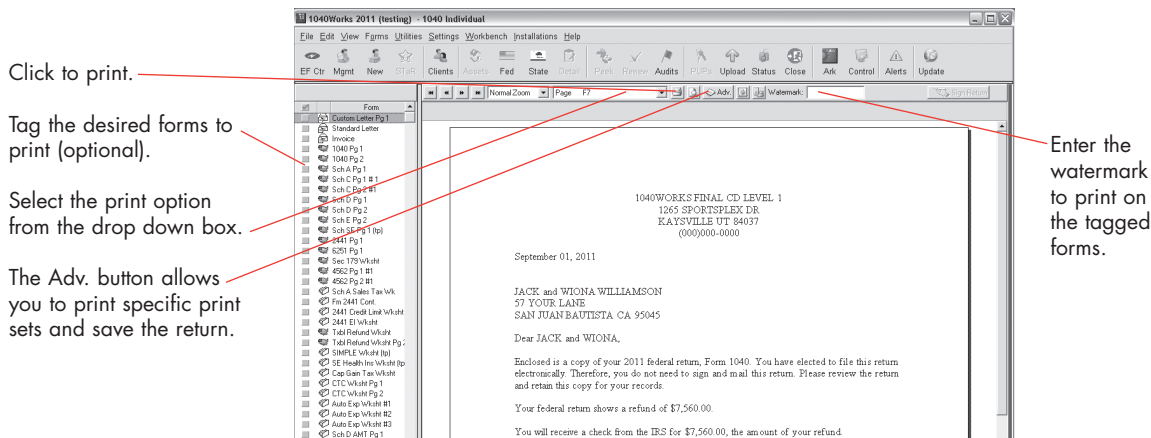 1040Works 2011 (testing) - 1040 Individual
File Edit View Forms Utilities Settings Workbench Installations Help
EF Ctr Mgmt New STaR Clients Assets Fed State Detail Peek Review Audits PUPs Upload Status Close Ark Control Alerts Update
Normal Zoom Page F7 Adv. Watermark: Sign Return
Click to print.
Tag the desired forms to
print (optional).
Select the print option
from the drop down box.
The Adv. button allows
you to print specific print
sets and save the return.
Form
Custom Letter Pg 1
Standard Letter
Invoice
1040 Pg 1
1040 Pg 2
Sch A Pg 1
Sch C Pg 1 #1
Sch C Pg 2 #1
Sch D Pg 1
Sch D Pg 2
Sch E Pg 2
Sch SE Pg 1 (tp)
2441 Pg 1
6251 Pg 1
Sec 179 Wksht
4562 Pg 1 #1
4562 Pg 2 #1
Sch A Sales Tax Wk
Fm 2441 Cont.
2441 Credit Limit Wksht
2441 EI Wksht
Txbl Refund Wksht
Txbl Refund Wksht Pg 2
SIMPLE Wksht (tp)
SE Health Ins Wksht (tp
Cap Gain Tax Wksht
CTC Wksht Pg 1
CTC Wksht Pg 2
Auto Exp Wksht #1
Auto Exp Wksht #2
Auto Exp Wksht #3
Sch D AMT Pg 1
1040WORKS FINAL CD LEVEL 1
1265 SPORTSPLEX DR
KAYSVILLE UT 84037
(000)000-0000
September 01, 2011
JACK and WIONA WILLIAMSON
57 YOUR LANE
SAN JUAN BAUTISTA CA 95045
Dear JACK and WIONA,
Enclosed is a copy of your 2011 federal return, Form 1040. You have elected to file this return
electronically. Therefore, you do not need to sign and mail this return. Please review the return
and retain this copy for your records.
Your federal return shows a refund of $7,560.00.
You will receive a check from the IRS for $7,560.00, the amount of your refund.
Enter the
watermark
to print on
the tagged
forms.